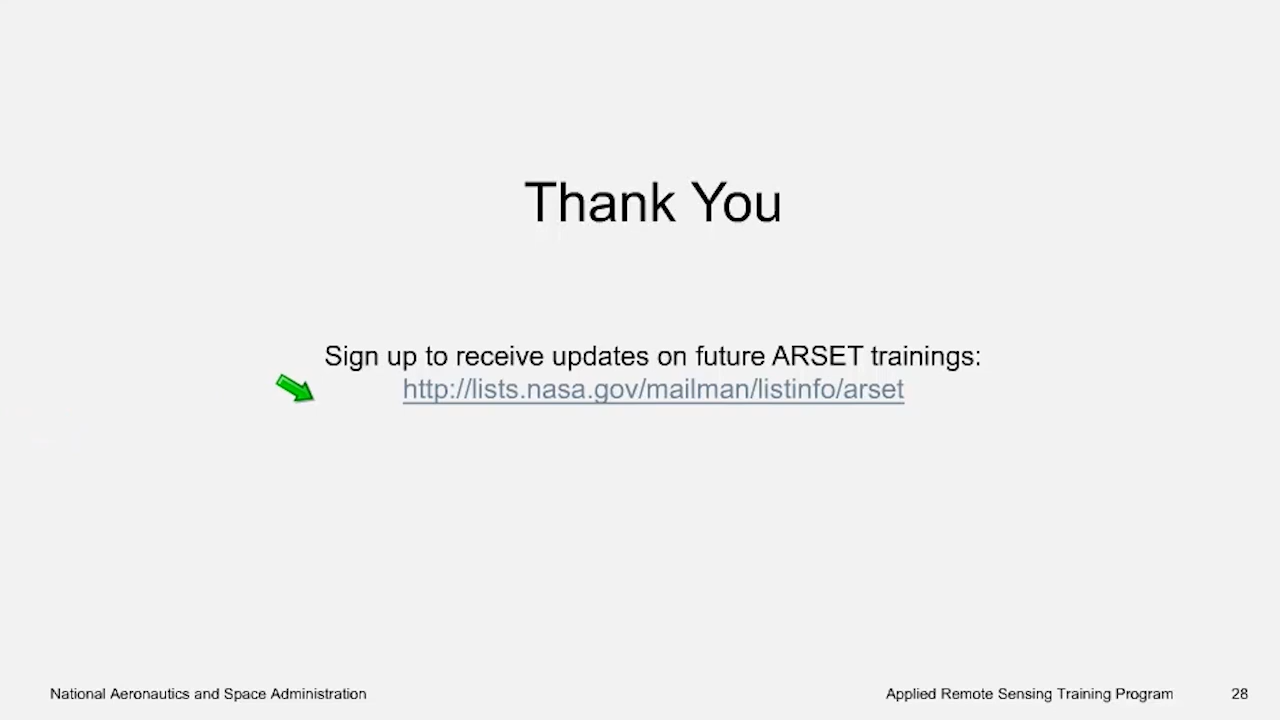 Thank You
Sign up to receive updates on future ARSET trainings:
http://lists.nasa.gov/mailman/listinfo/arset
National Aeronautics and Space Administration
Applied Remote Sensing Training Program
28